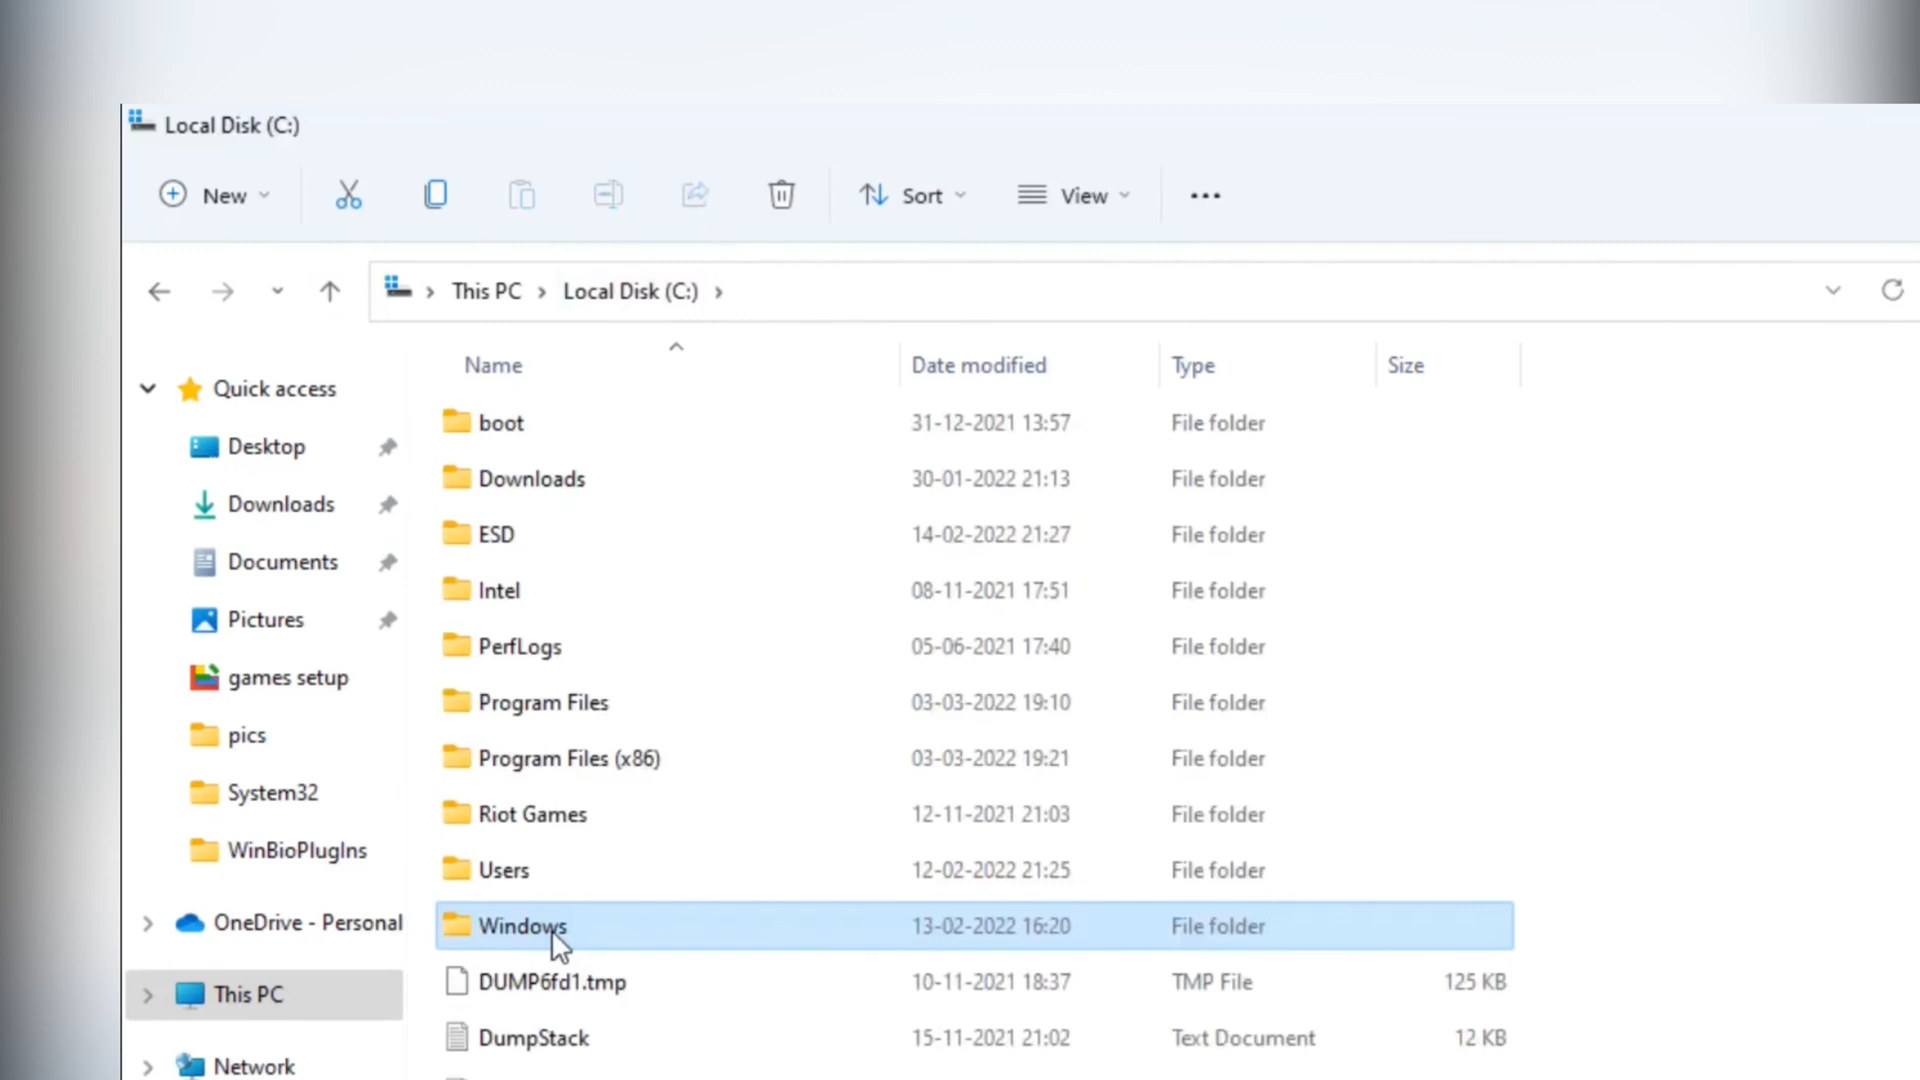 Local Disk (C:)
New
Sort
View
This PC
Local Disk (C:)
Name
Date modified
Type
Size
Quick access
Desktop
Downloads
Documents
Pictures
games setup
pics
System32
WinBioPlugIns
OneDrive - Personal
This PC
Network
boot 31-12-2021 13:57 File folder
Downloads 30-01-2022 21:13 File folder
ESD 14-02-2022 21:27 File folder
Intel 08-11-2021 17:51 File folder
PerfLogs 05-06-2021 17:40 File folder
Program Files 03-03-2022 19:10 File folder
Program Files (x86) 03-03-2022 19:21 File folder
Riot Games 12-11-2021 21:03 File folder
Users 12-02-2022 21:25 File folder
Windows 13-02-2022 16:20 File folder
DUMP6fd1.tmp 10-11-2021 18:37 TMP File 125 KB
DumpStack 15-11-2021 21:02 Text Document 12 KB